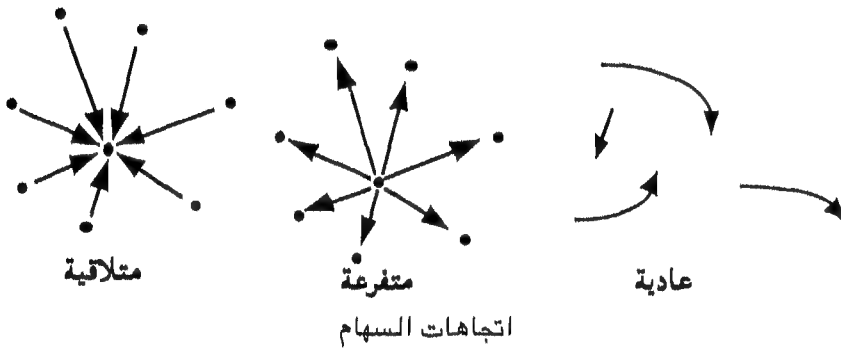 عادية
متفرعة
متلاقية
اتجاهات السهام